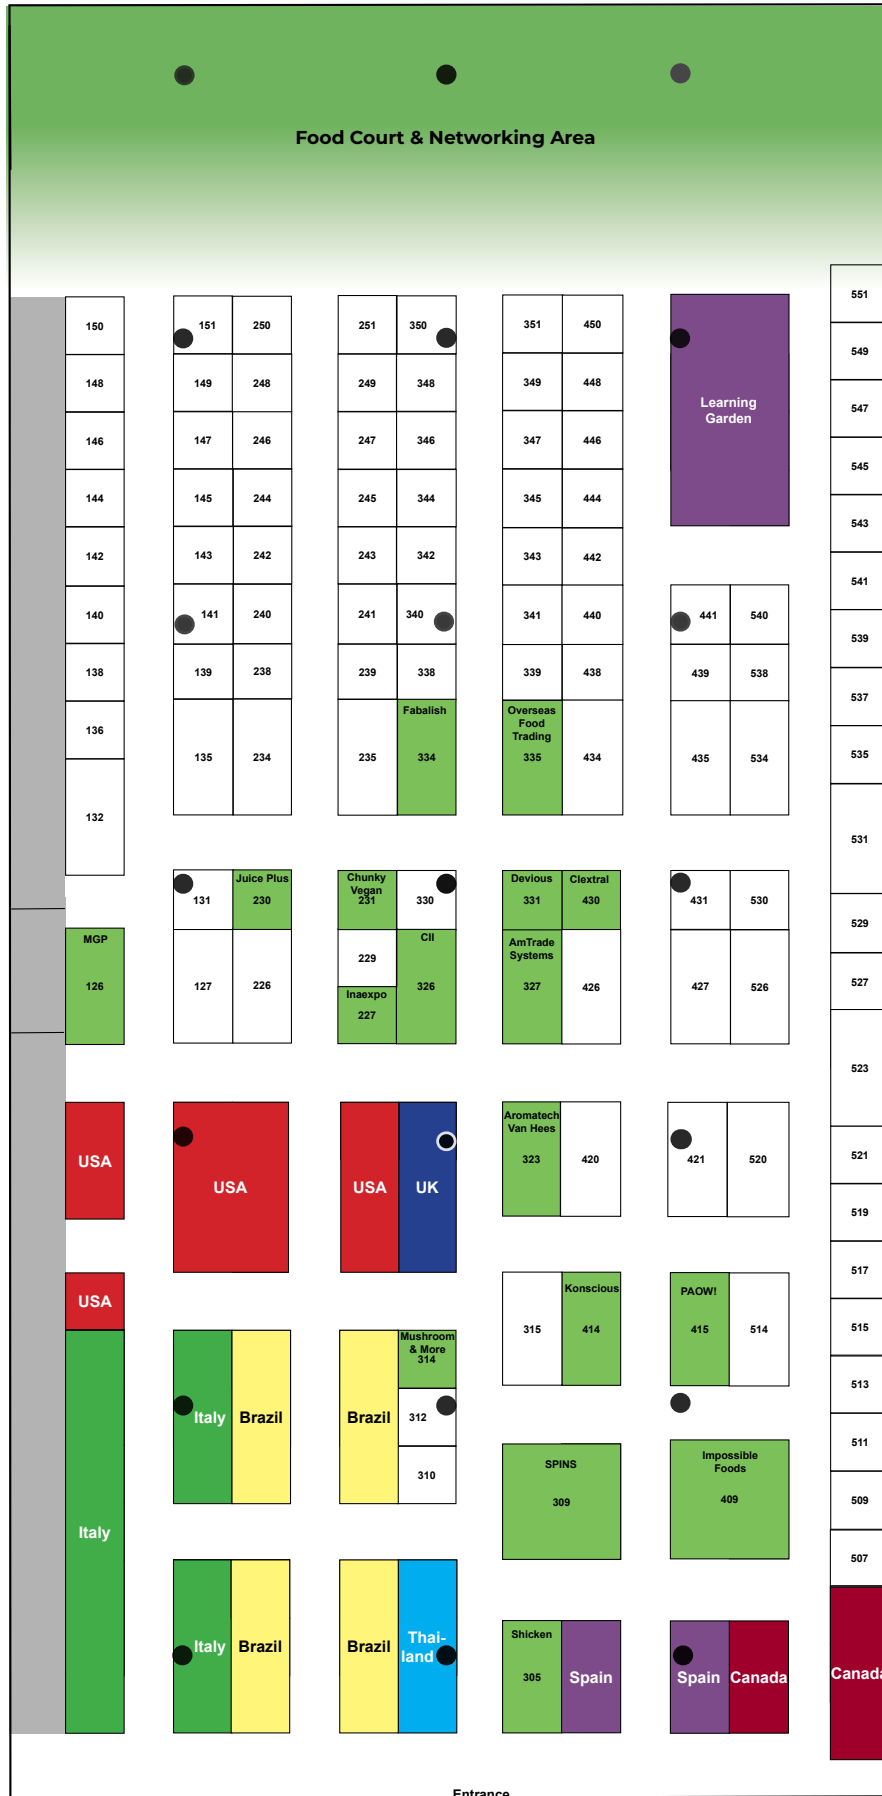 Food Court & Networking Area
551
150
151
250
251
350
351
450
549
148
149
248
249
348
349
448
Learning
Garden
547
146
147
246
247
346
347
446
545
144
145
244
245
344
345
444
543
142
143
242
243
342
343
442
541
140
141
240
241
340
341
440
441
540
539
138
139
238
239
338
339
438
439
538
537
136
Fabalish
Overseas
Food
Trading
135
234
235
334
335
434
435
534
535
132
531
Juice Plus
Chunky
Vegan
Devious
Clextral
131
230
231
330
331
430
431
530
529
MGP
CII
AmTrade
Systems
229
126
127
226
326
327
426
427
526
527
Inaexpo
227
523
Aromatech
Van Hees
521
USA
USA
USA
UK
323
420
421
520
519
517
USA
Konscious
PAOW!
315
414
415
514
515
Mushroom
& More
314
513
Italy
Brazil
Brazil
312
511
310
SPINS
309
Impossible
Foods
409
509
Italy
507
Shicken
Italy
Brazil
Brazil
Thai-
land
305
Spain
Spain
Canada
Canada
Entrance